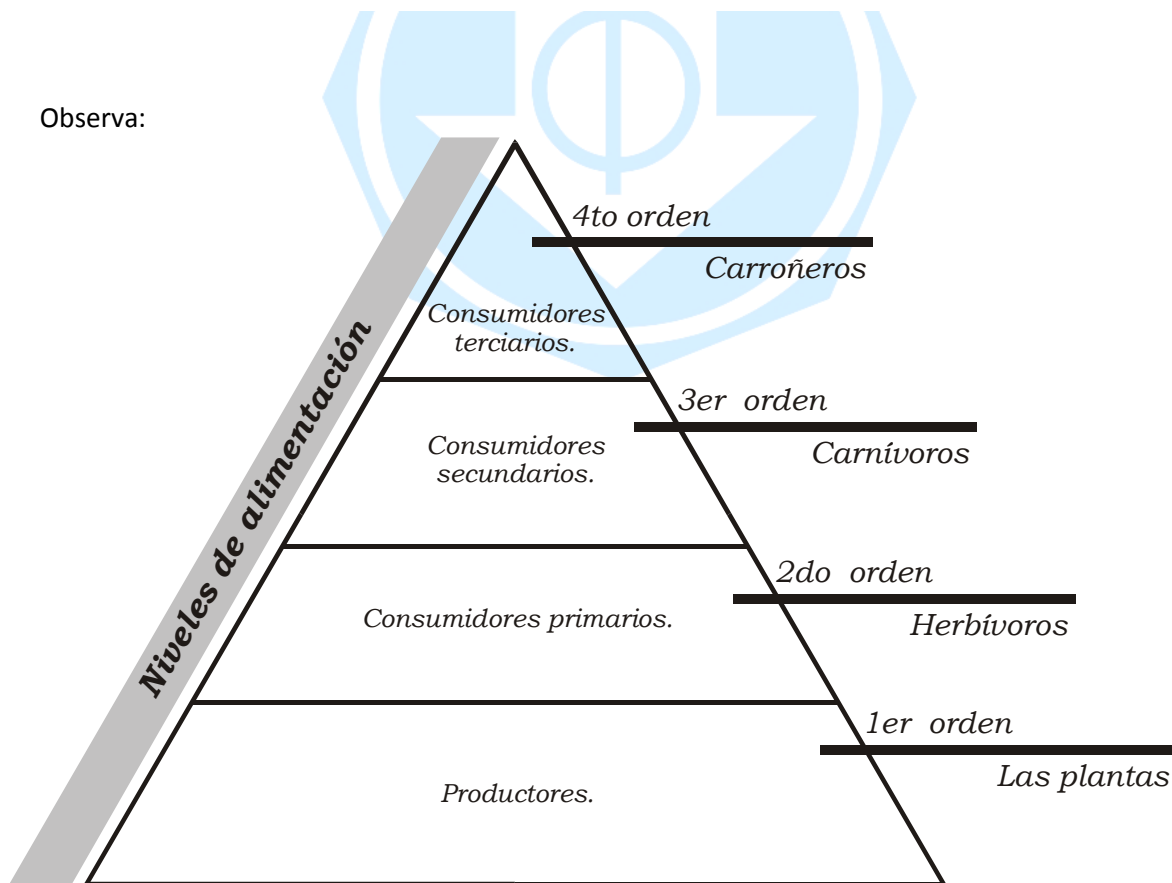 Observa:
Niveles de alimentación
4to orden
Carroñeros
Consumidores
terciarios.
3er orden
Carnívoros
Consumidores
secundarios.
2do orden
Herbívoros
Consumidores primarios.
1er orden
Las plantas
Productores.